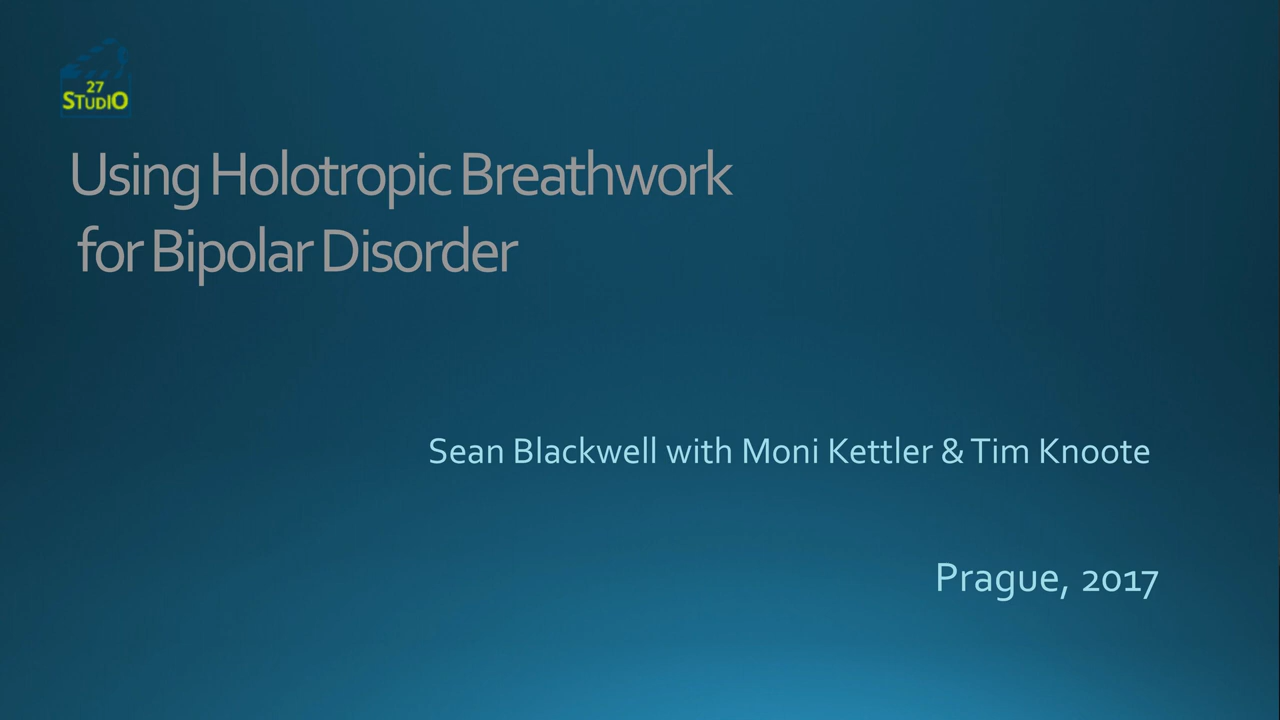 27
STUDIO
Using Holotropic Breathwork
for Bipolar Disorder
Sean Blackwell with Moni Kettler & Tim Knoote
Prague, 2017